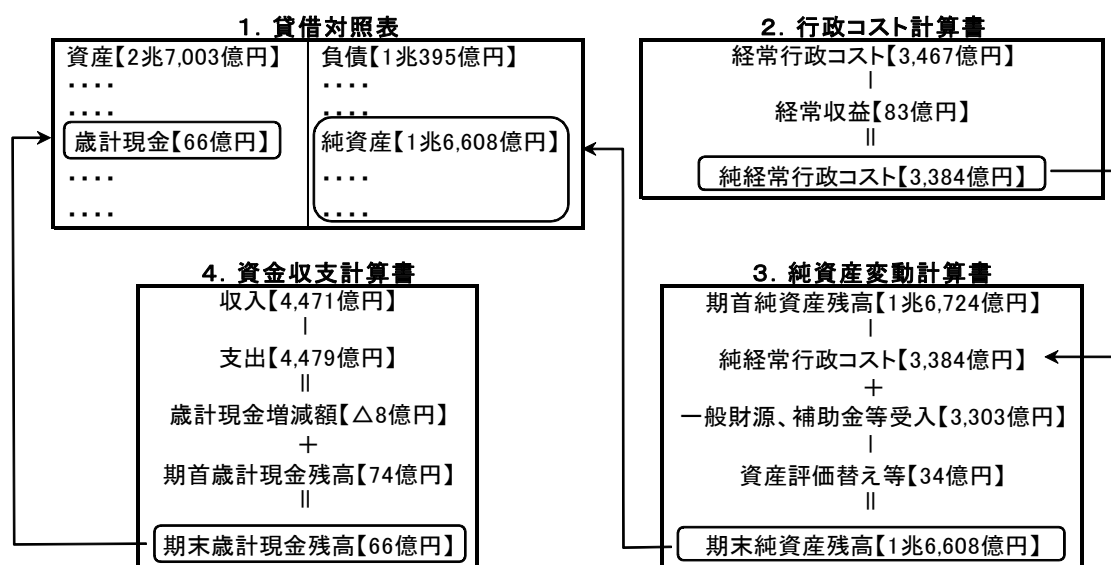 1．貸借対照表
資産【2兆7,003億円】
・・・・
・・・・
歳計現金【66億円】
・・・・
・・・・
負債【1兆395億円】
・・・・
・・・・
純資産【1兆6,608億円】
・・・・
・・・・
2．行政コスト計算書
経常行政コスト【3,467億円】
－
経常収益【83億円】
＝
純経常行政コスト【3,384億円】
4．資金収支計算書
収入【4,471億円】
－
支出【4,479億円】
＝
歳計現金増減額【△8億円】
＋
期首歳計現金残高【74億円】
＝
期末歳計現金残高【66億円】
3．純資産変動計算書
期首純資産残高【1兆6,724億円】
－
純経常行政コスト【3,384億円】
＋
一般財源、補助金等受入【3,303億円】
－
資産評価替え等【34億円】
＝
期末純資産残高【1兆6,608億円】